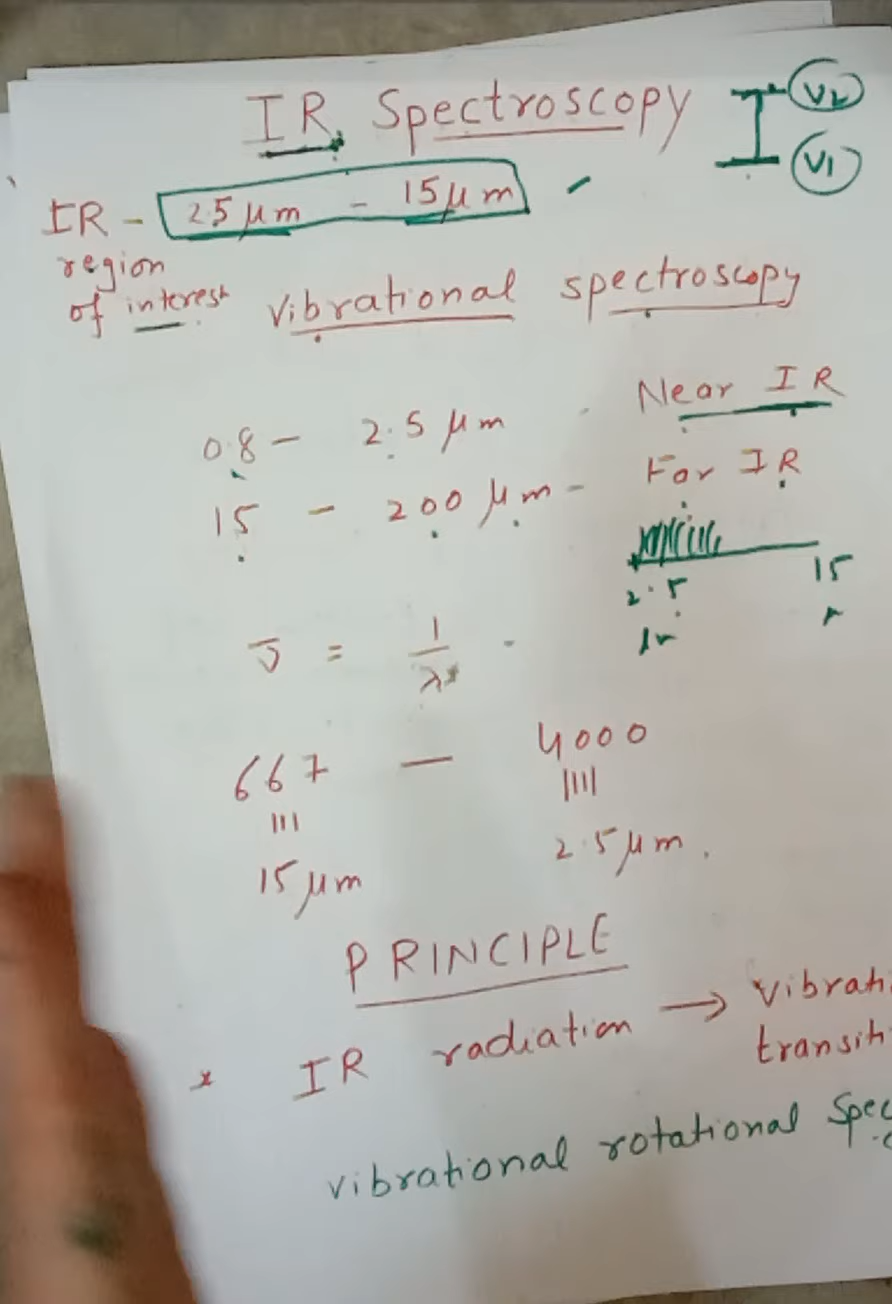 IR Spectroscopy
V2
V1
IR - 2.5 μm - 15 μm
region
of interest
vibrational spectroscopy
0.8 - 2.5 μm Near IR
15 - 200 μm - Far IR
2.5 15
ν̅ = 1/λ
667 — 4000
15 μm 2.5 μm.
PRINCIPLE
* IR radiation → vibrati
transiti
vibrational rotational Spec